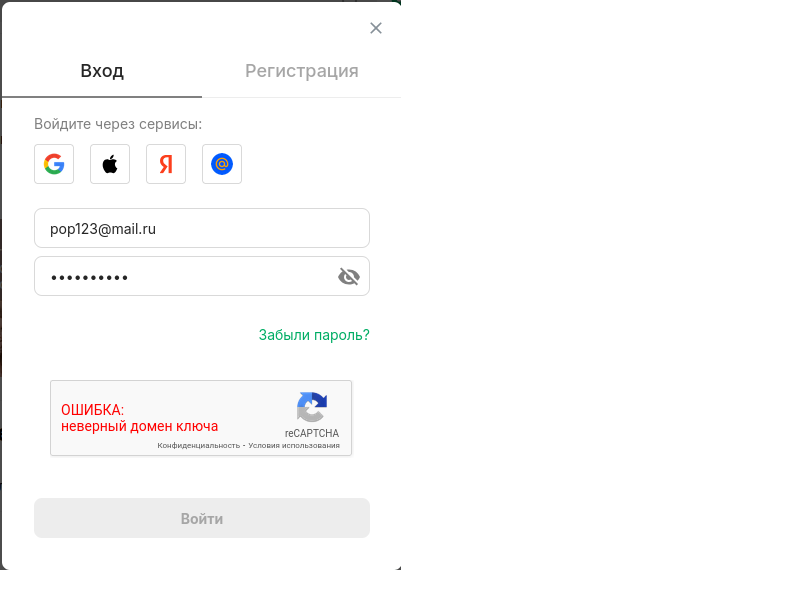 Вход
Регистрация
Войдите через сервисы:
pop123@mail.ru
••••••••••
Забыли пароль?
ОШИБКА:
неверный домен ключа
reCAPTCHA
Конфиденциальность - Условия использования
Войти